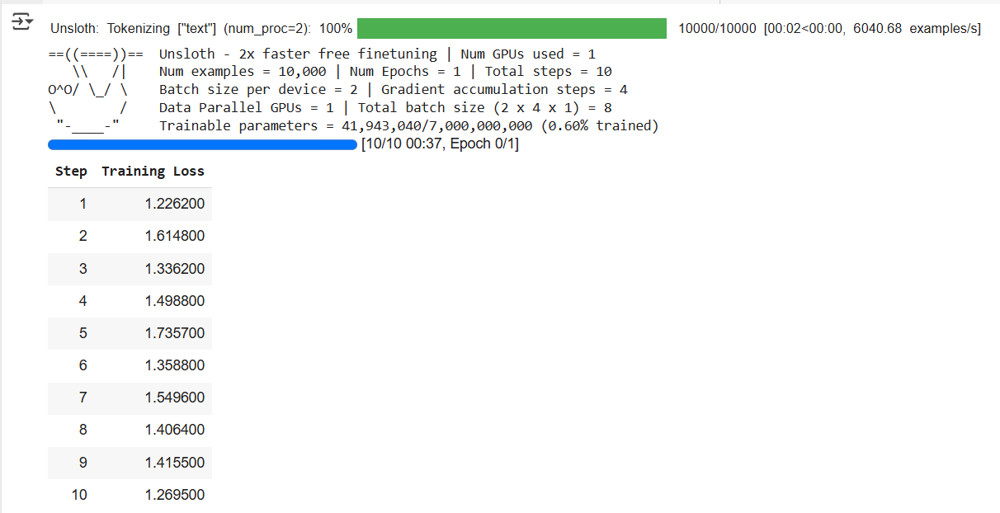 Unsloth: Tokenizing ["text"] (num_proc=2): 100% 10000/10000 [00:02<00:00, 6040.68 examples/s]
==((====))== Unsloth - 2x faster free finetuning | Num GPUs used = 1
\\ /| Num examples = 10,000 | Num Epochs = 1 | Total steps = 10
O^O/ \_/ \ Batch size per device = 2 | Gradient accumulation steps = 4
\ / Data Parallel GPUs = 1 | Total batch size (2 x 4 x 1) = 8
"-____-" Trainable parameters = 41,943,040/7,000,000,000 (0.60% trained)
[10/10 00:37, Epoch 0/1]
Step Training Loss
1 1.226200
2 1.614800
3 1.336200
4 1.498800
5 1.735700
6 1.358800
7 1.549600
8 1.406400
9 1.415500
10 1.269500